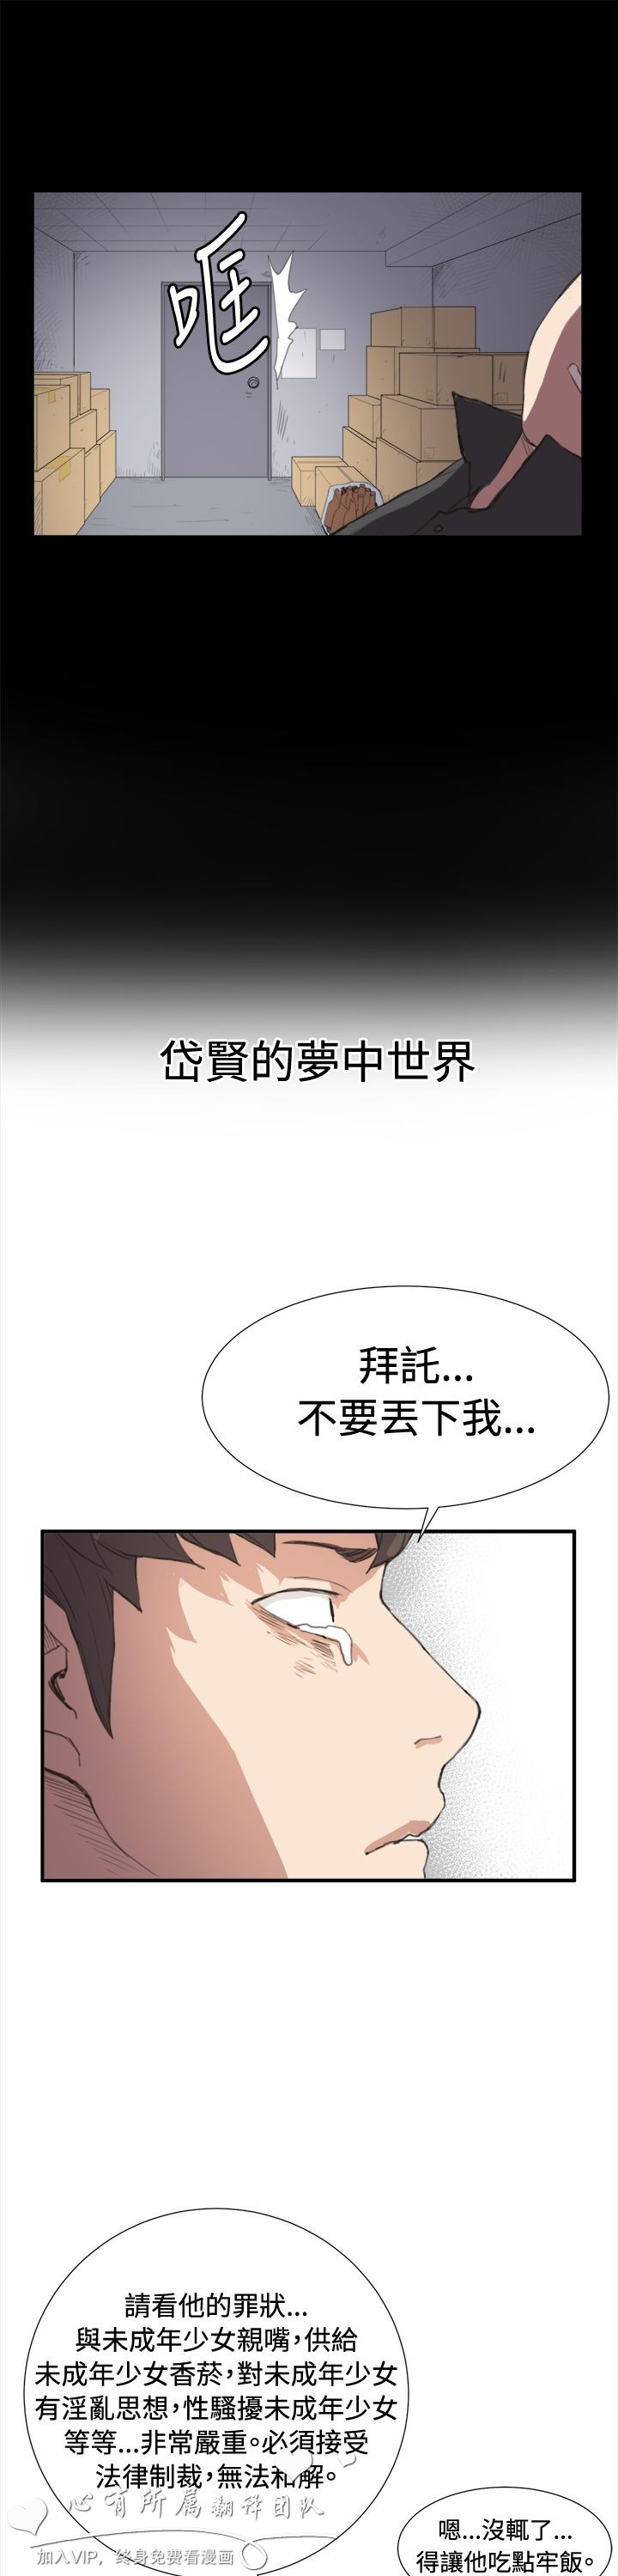 哐
岱賢的夢中世界
拜託...
不要丟下我...
請看他的罪狀...
與未成年少女親嘴，供給
未成年少女香菸，對未成年少女
有淫亂思想，性騷擾未成年少女
等等...非常嚴重。必須接受
法律制裁，無法和解。
心有所属翻译团队
加入VIP，终身免费看漫画
嗯...沒輒了...
得讓他吃點牢飯。